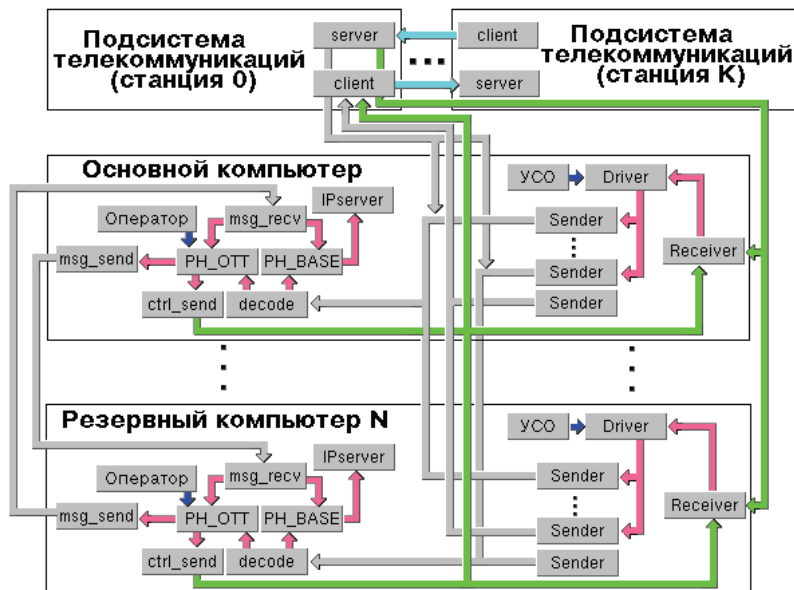 Подсистема
телекоммуникаций
(станция 0)
server
client
client
server
Подсистема
телекоммуникаций
(станция K)
Основной компьютер
Оператор
msg_recv
IPserver
msg_send
PH_OTT
PH_BASE
ctrl_send
decode
УСО
Driver
Sender
Sender
Sender
Receiver
Резервный компьютер N
Оператор
msg_recv
IPserver
msg_send
PH_OTT
PH_BASE
ctrl_send
decode
УСО
Driver
Sender
Sender
Sender
Receiver